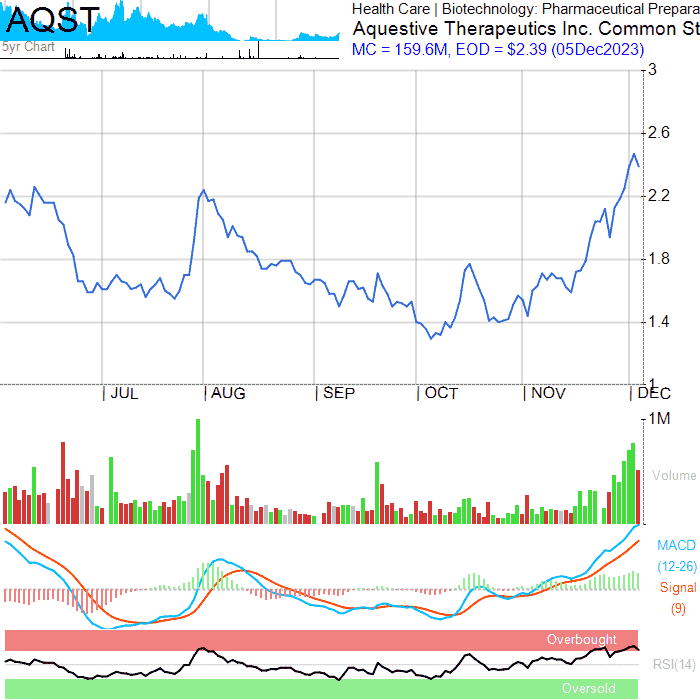 AQST
5yr Chart
Health Care | Biotechnology: Pharmaceutical Prepara
Aquestive Therapeutics Inc. Common St
MC = 159.6M, EOD = $2.39 (05Dec2023)
3
2.6
2.2
1.8
1.4
1
JUL AUG SEP OCT NOV DEC
1M
Volume
MACD
(12-26)
Signal
(9)
Overbought
RSI(14)
Oversold